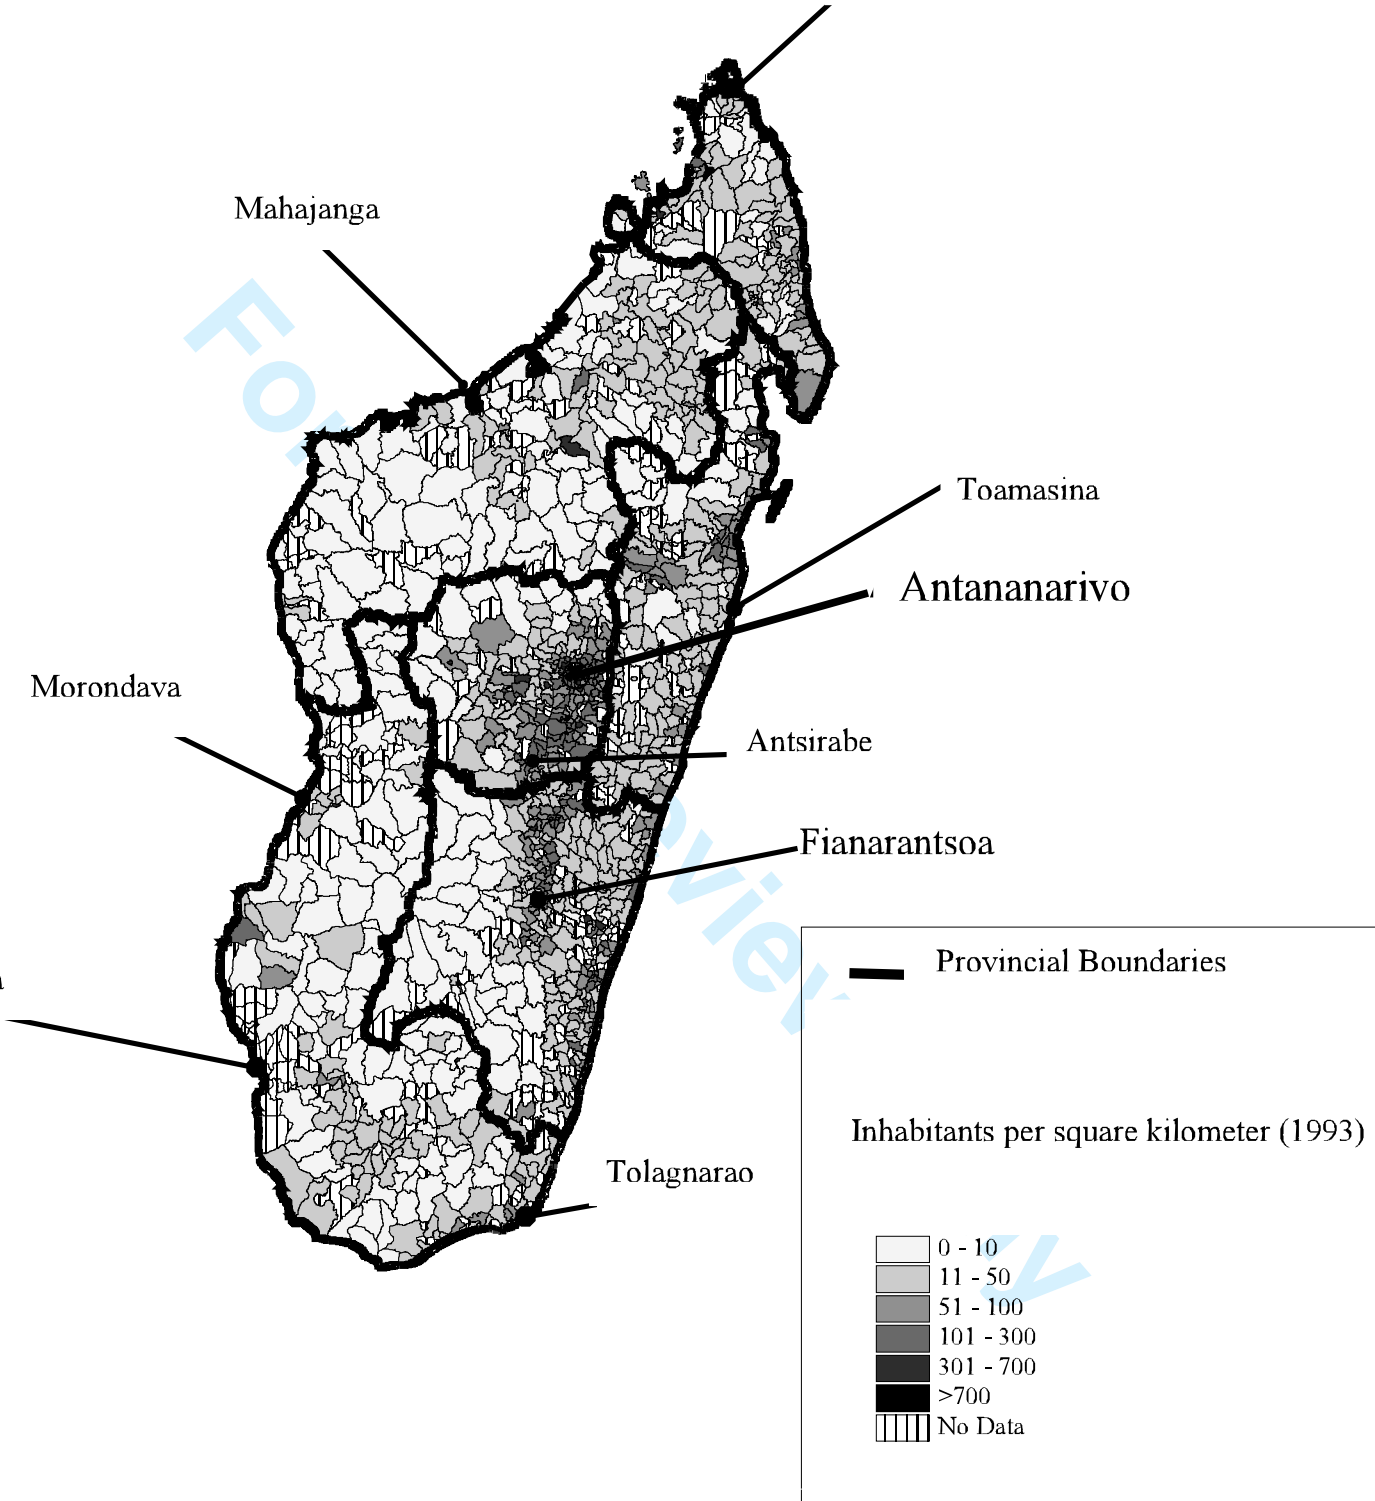 Mahajanga
Toamasina
Antananarivo
Morondava
Antsirabe
Fianarantsoa
Provincial Boundaries
Inhabitants per square kilometer (1993)
Tolagnarao
0 - 10
11 - 50
51 - 100
101 - 300
301 - 700
>700
No Data